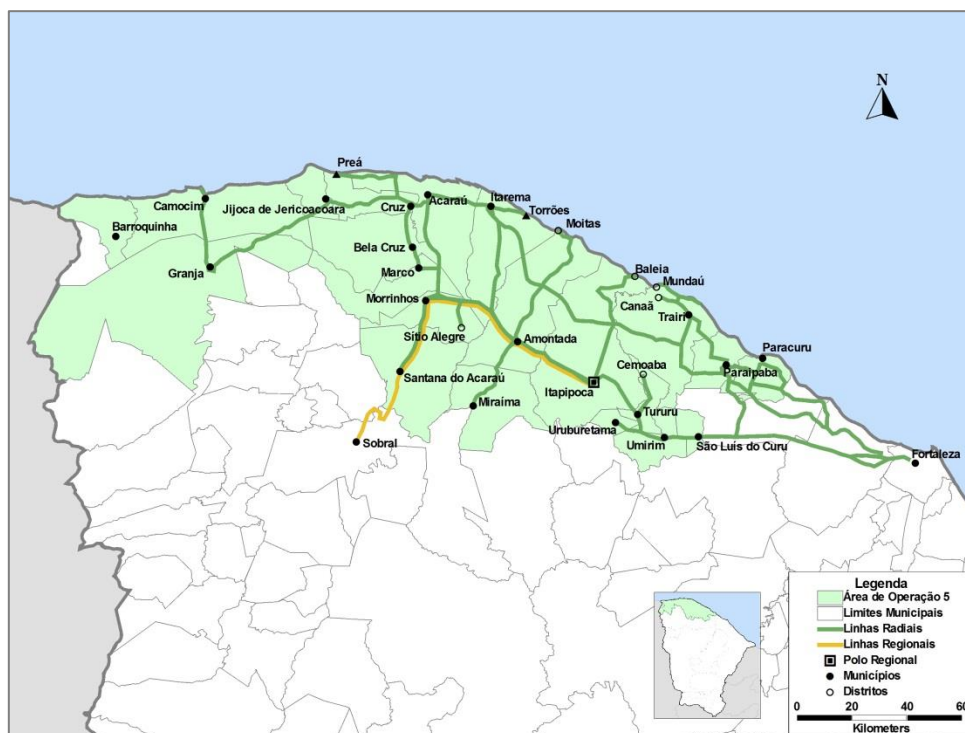 N
Preá
Camocim
Jijoca de Jericoacoara
Cruz
Acaraú
Itarema
Torrões
Moitas
Barroquinha
Bela Cruz
Granja
Marco
Baleia
Mundaú
Canaã
Trairi
Morrinhos
Sítio Alegre
Amontada
Paracuru
Cemoaba
Paraipaba
Santana do Acaraú
Itapipoca
Miraíma
Tururu
Uruburetama
Sobral
Umirim
São Luís do Curu
Fortaleza
Legenda
Área de Operação 5
Limites Municipais
Linhas Radiais
Linhas Regionais
Polo Regional
Municípios
Distritos
0 20 40 60
Kilometers